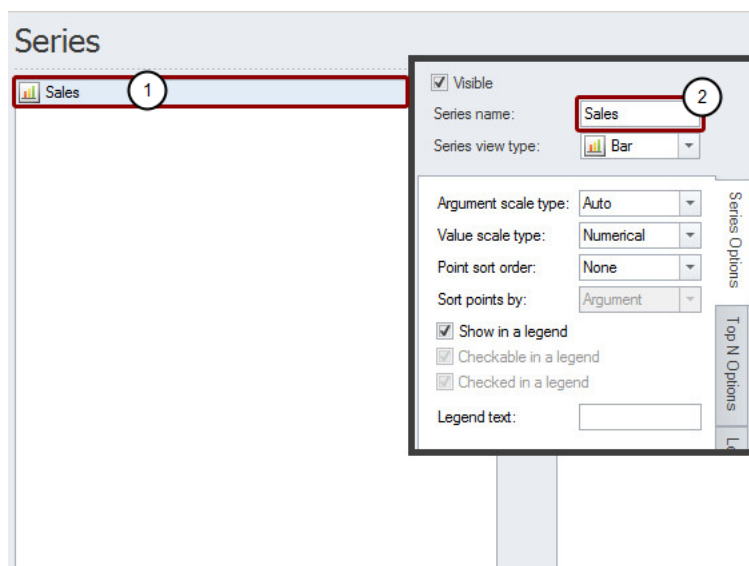 Series
Sales
1
Visible
2
Series name:
Sales
Series view type:
Bar
Argument scale type:
Auto
Value scale type:
Numerical
Point sort order:
None
Sort points by:
Argument
Show in a legend
Checkable in a legend
Checked in a legend
Legend text:
Series Options
Top N Options